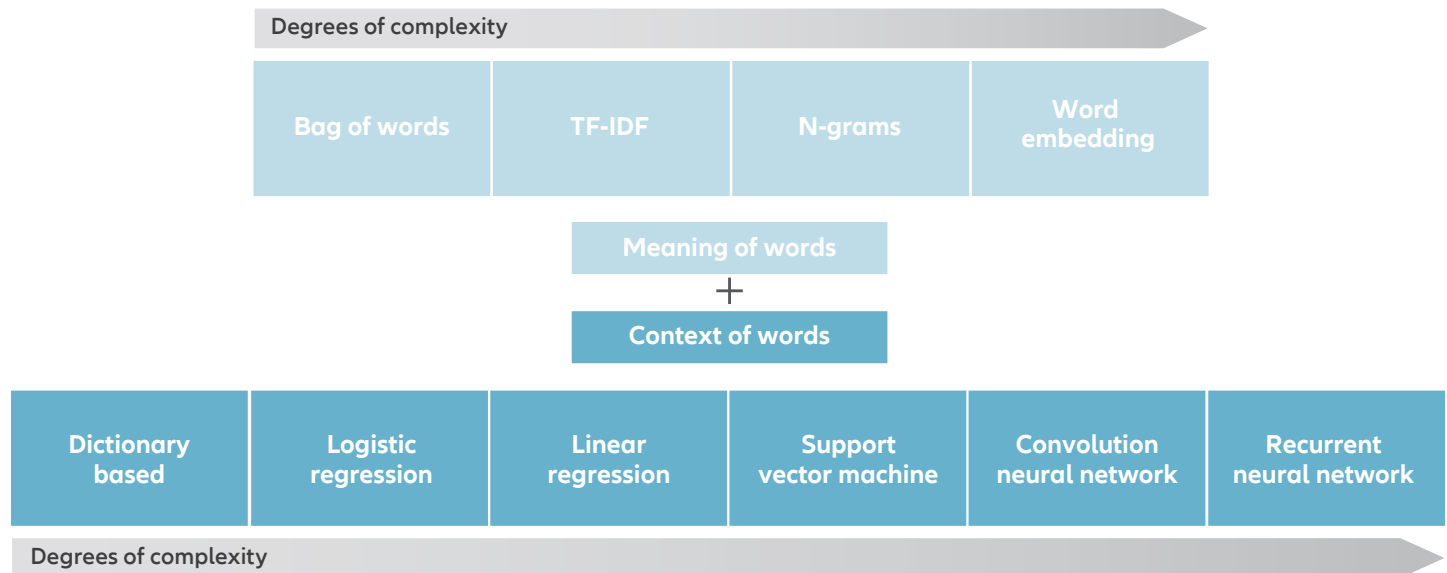 Degrees of complexity
Bag of words
TF-IDF
N-grams
Word
embedding
Meaning of words
+
Context of words
Dictionary
based
Logistic
regression
Linear
regression
Support
vector machine
Convolution
neural network
Recurrent
neural network
Degrees of complexity